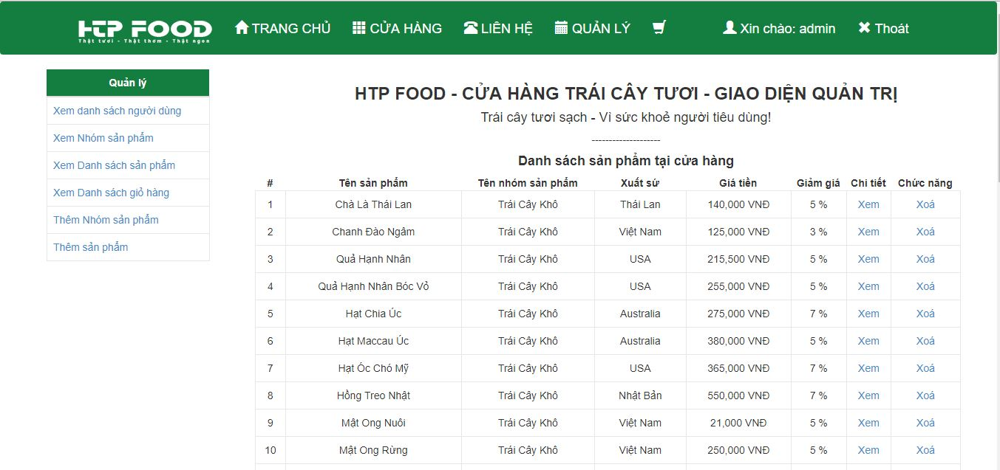 HTP FOOD
Thật tươi - Thật thơm - Thật ngon
TRANG CHỦ CỬA HÀNG LIÊN HỆ QUẢN LÝ Xin chào: admin Thoát
Quản lý
Xem danh sách người dùng
Xem Nhóm sản phẩm
Xem Danh sách sản phẩm
Xem Danh sách giỏ hàng
Thêm Nhóm sản phẩm
Thêm sản phẩm
HTP FOOD - CỬA HÀNG TRÁI CÂY TƯƠI - GIAO DIỆN QUẢN TRỊ
Trái cây tươi sạch - Vì sức khoẻ người tiêu dùng!
--------------------
Danh sách sản phẩm tại cửa hàng
# Tên sản phẩm Tên nhóm sản phẩm Xuất sứ Giá tiền Giảm giá Chi tiết Chức năng
1 Chà Là Thái Lan Trái Cây Khô Thái Lan 140,000 VNĐ 5 % Xem Xoá
2 Chanh Đào Ngâm Trái Cây Khô Việt Nam 125,000 VNĐ 3 % Xem Xoá
3 Quả Hạnh Nhân Trái Cây Khô USA 215,500 VNĐ 5 % Xem Xoá
4 Quả Hạnh Nhân Bóc Vỏ Trái Cây Khô USA 255,000 VNĐ 5 % Xem Xoá
5 Hạt Chia Úc Trái Cây Khô Australia 275,000 VNĐ 7 % Xem Xoá
6 Hạt Maccau Úc Trái Cây Khô Australia 380,000 VNĐ 5 % Xem Xoá
7 Hạt Óc Chó Mỹ Trái Cây Khô USA 365,000 VNĐ 7 % Xem Xoá
8 Hồng Treo Nhật Trái Cây Khô Nhật Bản 550,000 VNĐ 7 % Xem Xoá
9 Mật Ong Nuôi Trái Cây Khô Việt Nam 21,000 VNĐ 5 % Xem Xoá
10 Mật Ong Rừng Trái Cây Khô Việt Nam 250,000 VNĐ 5 % Xem Xoá